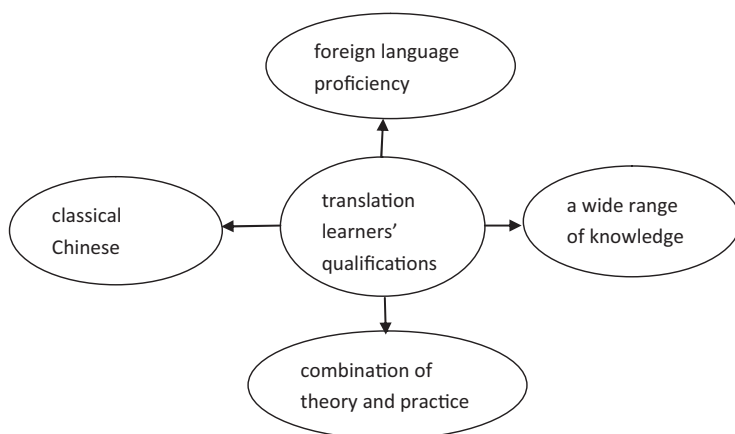 foreign language
proficiency
classical
Chinese
translation
learners’
qualifications
a wide range
of knowledge
combination of
theory and practice